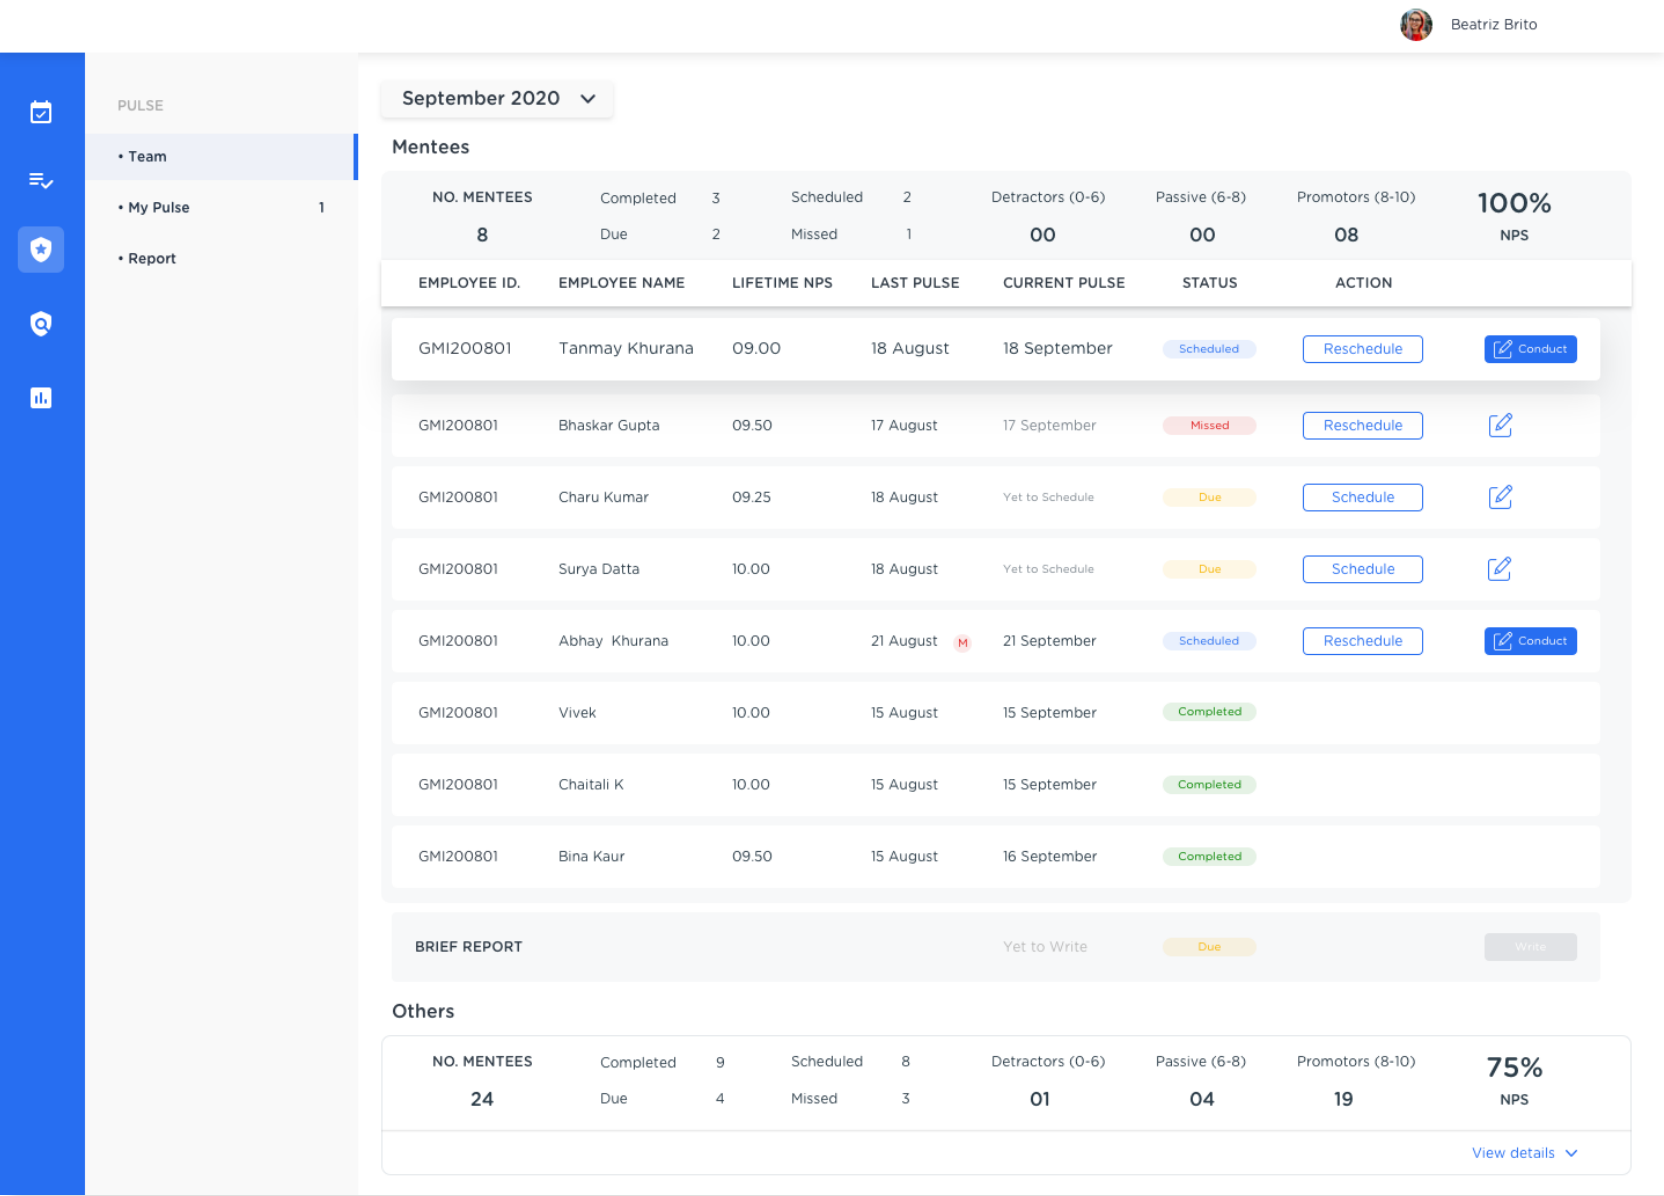 Beatriz Brito
PULSE
• Team
• My Pulse 1
• Report
September 2020
Mentees
NO. MENTEES Completed 3 Scheduled 2 Detractors (0-6) Passive (6-8) Promotors (8-10) 100%
8 Due 2 Missed 1 00 00 08 NPS
EMPLOYEE ID. EMPLOYEE NAME LIFETIME NPS LAST PULSE CURRENT PULSE STATUS ACTION
GMI200801 Tanmay Khurana 09.00 18 August 18 September Scheduled Reschedule Conduct
GMI200801 Bhaskar Gupta 09.50 17 August 17 September Missed Reschedule
GMI200801 Charu Kumar 09.25 18 August Yet to Schedule Due Schedule
GMI200801 Surya Datta 10.00 18 August Yet to Schedule Due Schedule
GMI200801 Abhay Khurana 10.00 21 August M 21 September Scheduled Reschedule Conduct
GMI200801 Vivek 10.00 15 August 15 September Completed
GMI200801 Chaitali K 10.00 15 August 15 September Completed
GMI200801 Bina Kaur 09.50 15 August 16 September Completed
BRIEF REPORT Yet to Write Due Write
Others
NO. MENTEES Completed 9 Scheduled 8 Detractors (0-6) Passive (6-8) Promotors (8-10) 75%
24 Due 4 Missed 3 01 04 19 NPS
View details